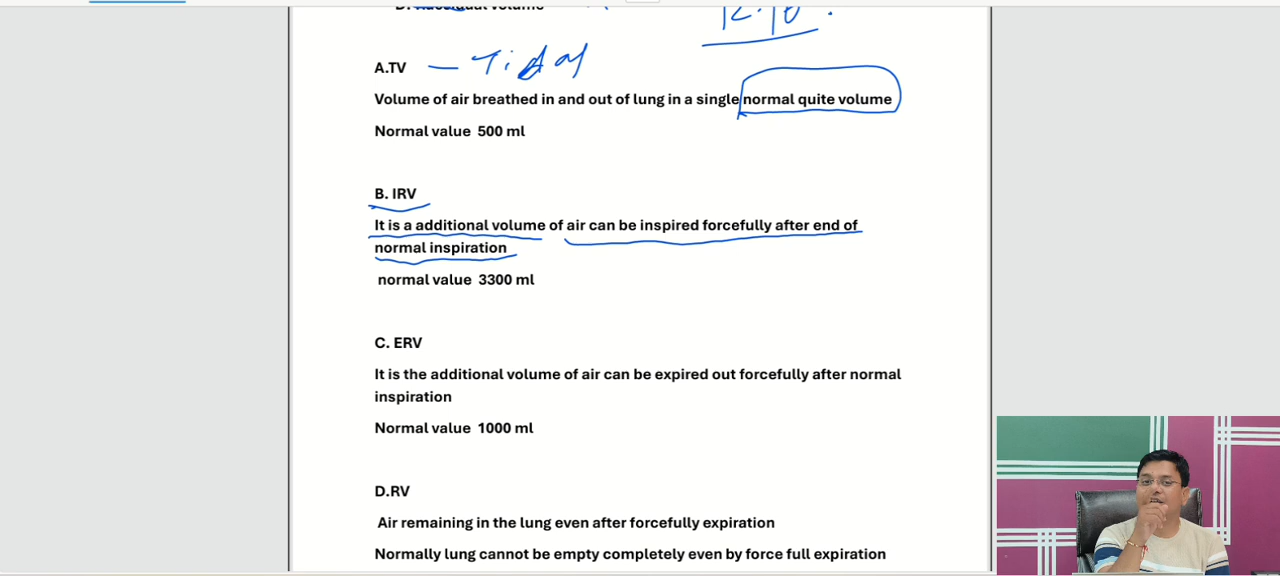 volume
12.18
A.TV — Tidal
Volume of air breathed in and out of lung in a single normal quite volume
Normal value 500 ml
B. IRV
It is a additional volume of air can be inspired forcefully after end of
normal inspiration
normal value 3300 ml
C. ERV
It is the additional volume of air can be expired out forcefully after normal
inspiration
Normal value 1000 ml
D.RV
Air remaining in the lung even after forcefully expiration
Normally lung cannot be empty completely even by force full expiration